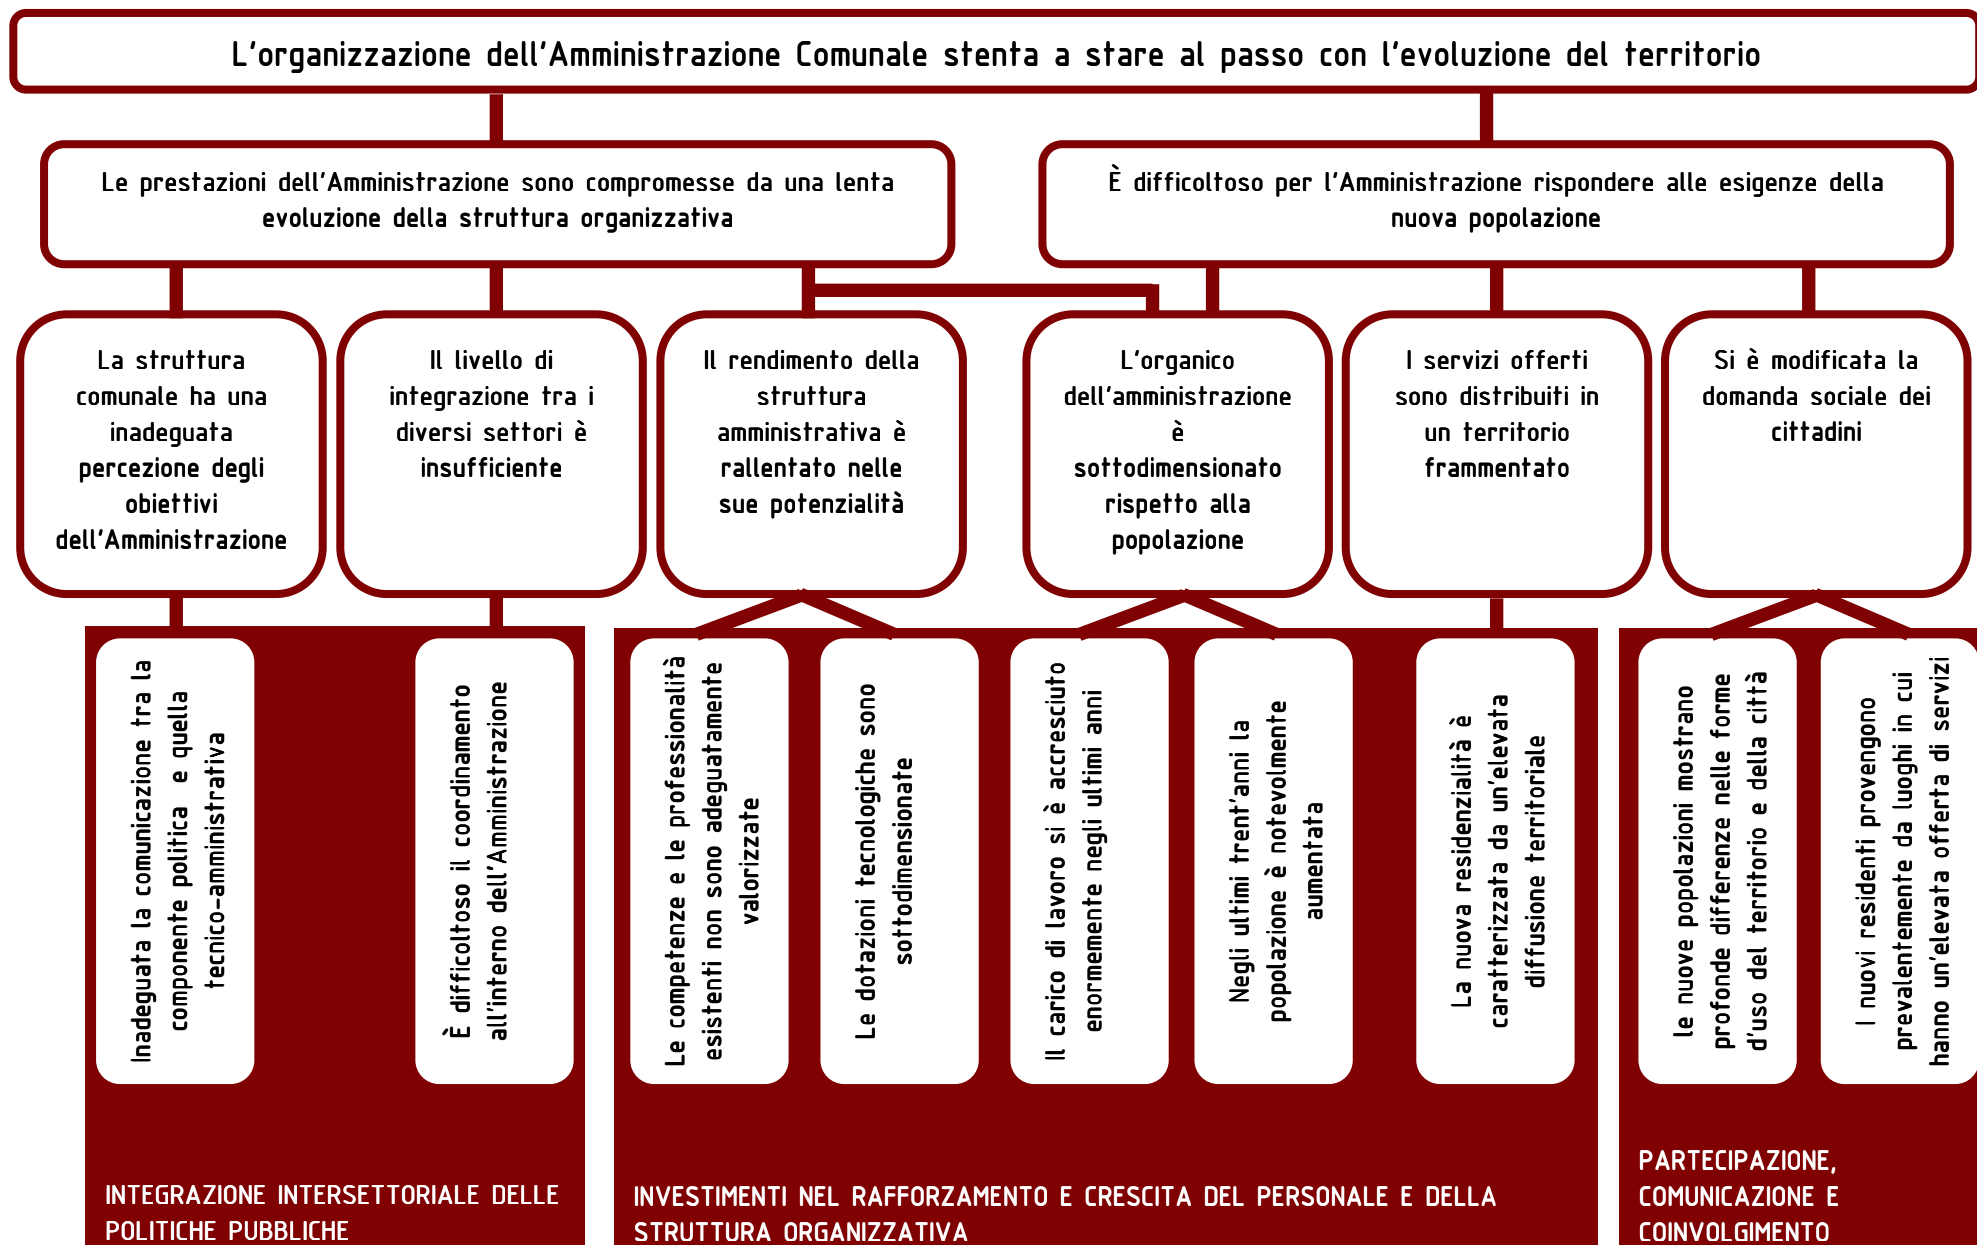 L'organizzazione dell'Amministrazione Comunale stenta a stare al passo con l'evoluzione del territorio
Le prestazioni dell'Amministrazione sono compromesse da una lenta
evoluzione della struttura organizzativa
È difficoltoso per l'Amministrazione rispondere alle esigenze della
nuova popolazione
La struttura
comunale ha una
inadeguata
percezione degli
obiettivi
dell'Amministrazione
Il livello di
integrazione tra i
diversi settori è
insufficiente
Il rendimento della
struttura
amministrativa è
rallentato nelle
sue potenzialità
L'organico
dell'amministrazione
è
sottodimensionato
rispetto alla
popolazione
I servizi offerti
sono distribuiti in
un territorio
frammentato
Si è modificata la
domanda sociale dei
cittadini
Inadeguata la comunicazione tra la
componente politica e quella
tecnico-amministrativa
È difficoltoso il coordinamento
all'interno dell'Amministrazione
Le competenze e le professionalità
esistenti non sono adeguatamente
valorizzate
Le dotazioni tecnologiche sono
sottodimensionate
Il carico di lavoro si è accresciuto
enormemente negli ultimi anni
Negli ultimi trent'anni la
popolazione è notevolmente
aumentata
La nuova residenzialità è
caratterizzata da un'elevata
diffusione territoriale
le nuove popolazioni mostrano
profonde differenze nelle forme
d'uso del territorio e della città
I nuovi residenti provengono
prevalentemente da luoghi in cui
hanno un'elevata offerta di servizi
INTEGRAZIONE INTERSETTORIALE DELLE
POLITICHE PUBBLICHE
INVESTIMENTI NEL RAFFORZAMENTO E CRESCITA DEL PERSONALE E DELLA
STRUTTURA ORGANIZZATIVA
PARTECIPAZIONE,
COMUNICAZIONE E
COINVOLGIMENTO